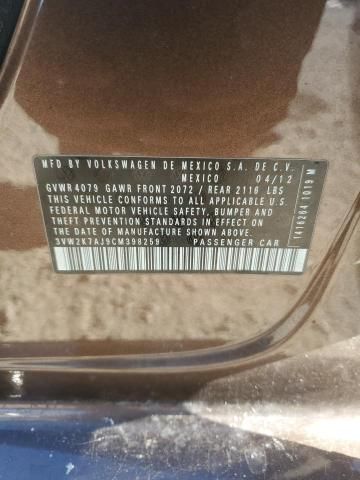 MFD BY VOLKSWAGEN DE MEXICO S.A. DE C.V.
MEXICO 04/12
GVWR 4079 GAWR FRONT 2072 / REAR 2116 LBS
THIS VEHICLE CONFORMS TO ALL APPLICABLE U.S.
FEDERAL MOTOR VEHICLE SAFETY, BUMPER AND
THEFT PREVENTION STANDARDS IN EFFECT ON THE
DATE OF MANUFACTURE SHOWN ABOVE.
3VW2K7AJ9CM398259 PASSENGER CAR
1416264 1019 M